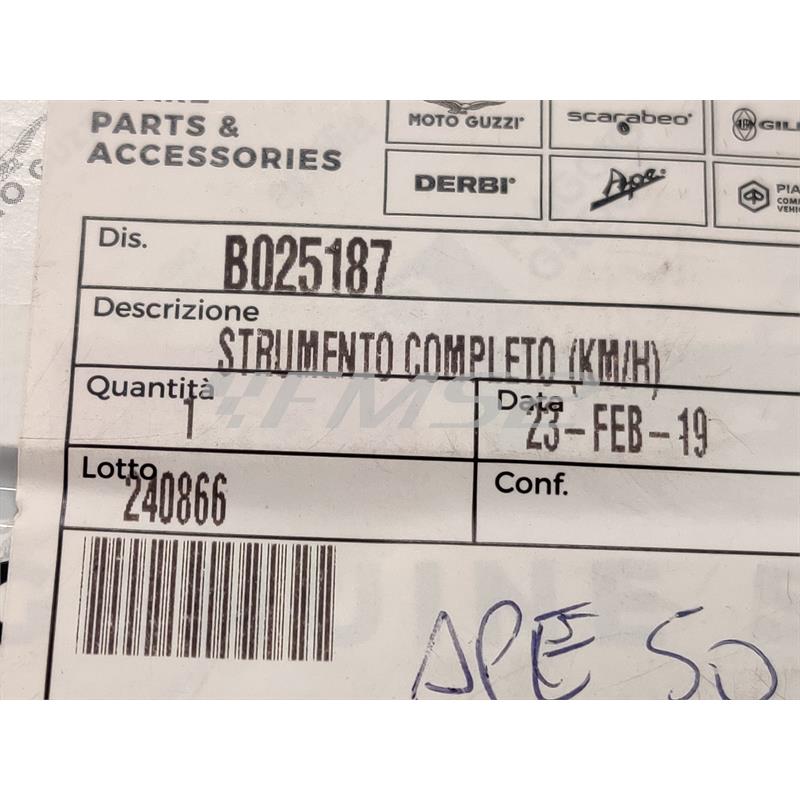 PARTS &
ACCESSORIES
MOTO GUZZI
scarabeo
DERBI
Ape
Dis.
B025187
Descrizione
STRUMENTO COMPLETO (KM/H)
Quantità
1
Data
23-FEB-19
FMSP
Lotto
240866
Conf.
APE 50